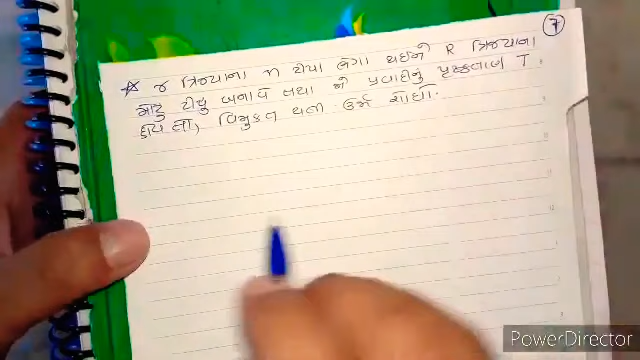 7
☆ r ત્રિજ્યાના n ટીપા ભેગા થઈને R ત્રિજ્યાના
મોટુ ટીપુ બનાવે તથા જો પ્રવાહીનું પૃષ્ઠતાણ T
હોય તો, વિમુક્ત થતી ઉર્જા શોધો.
PowerDirector